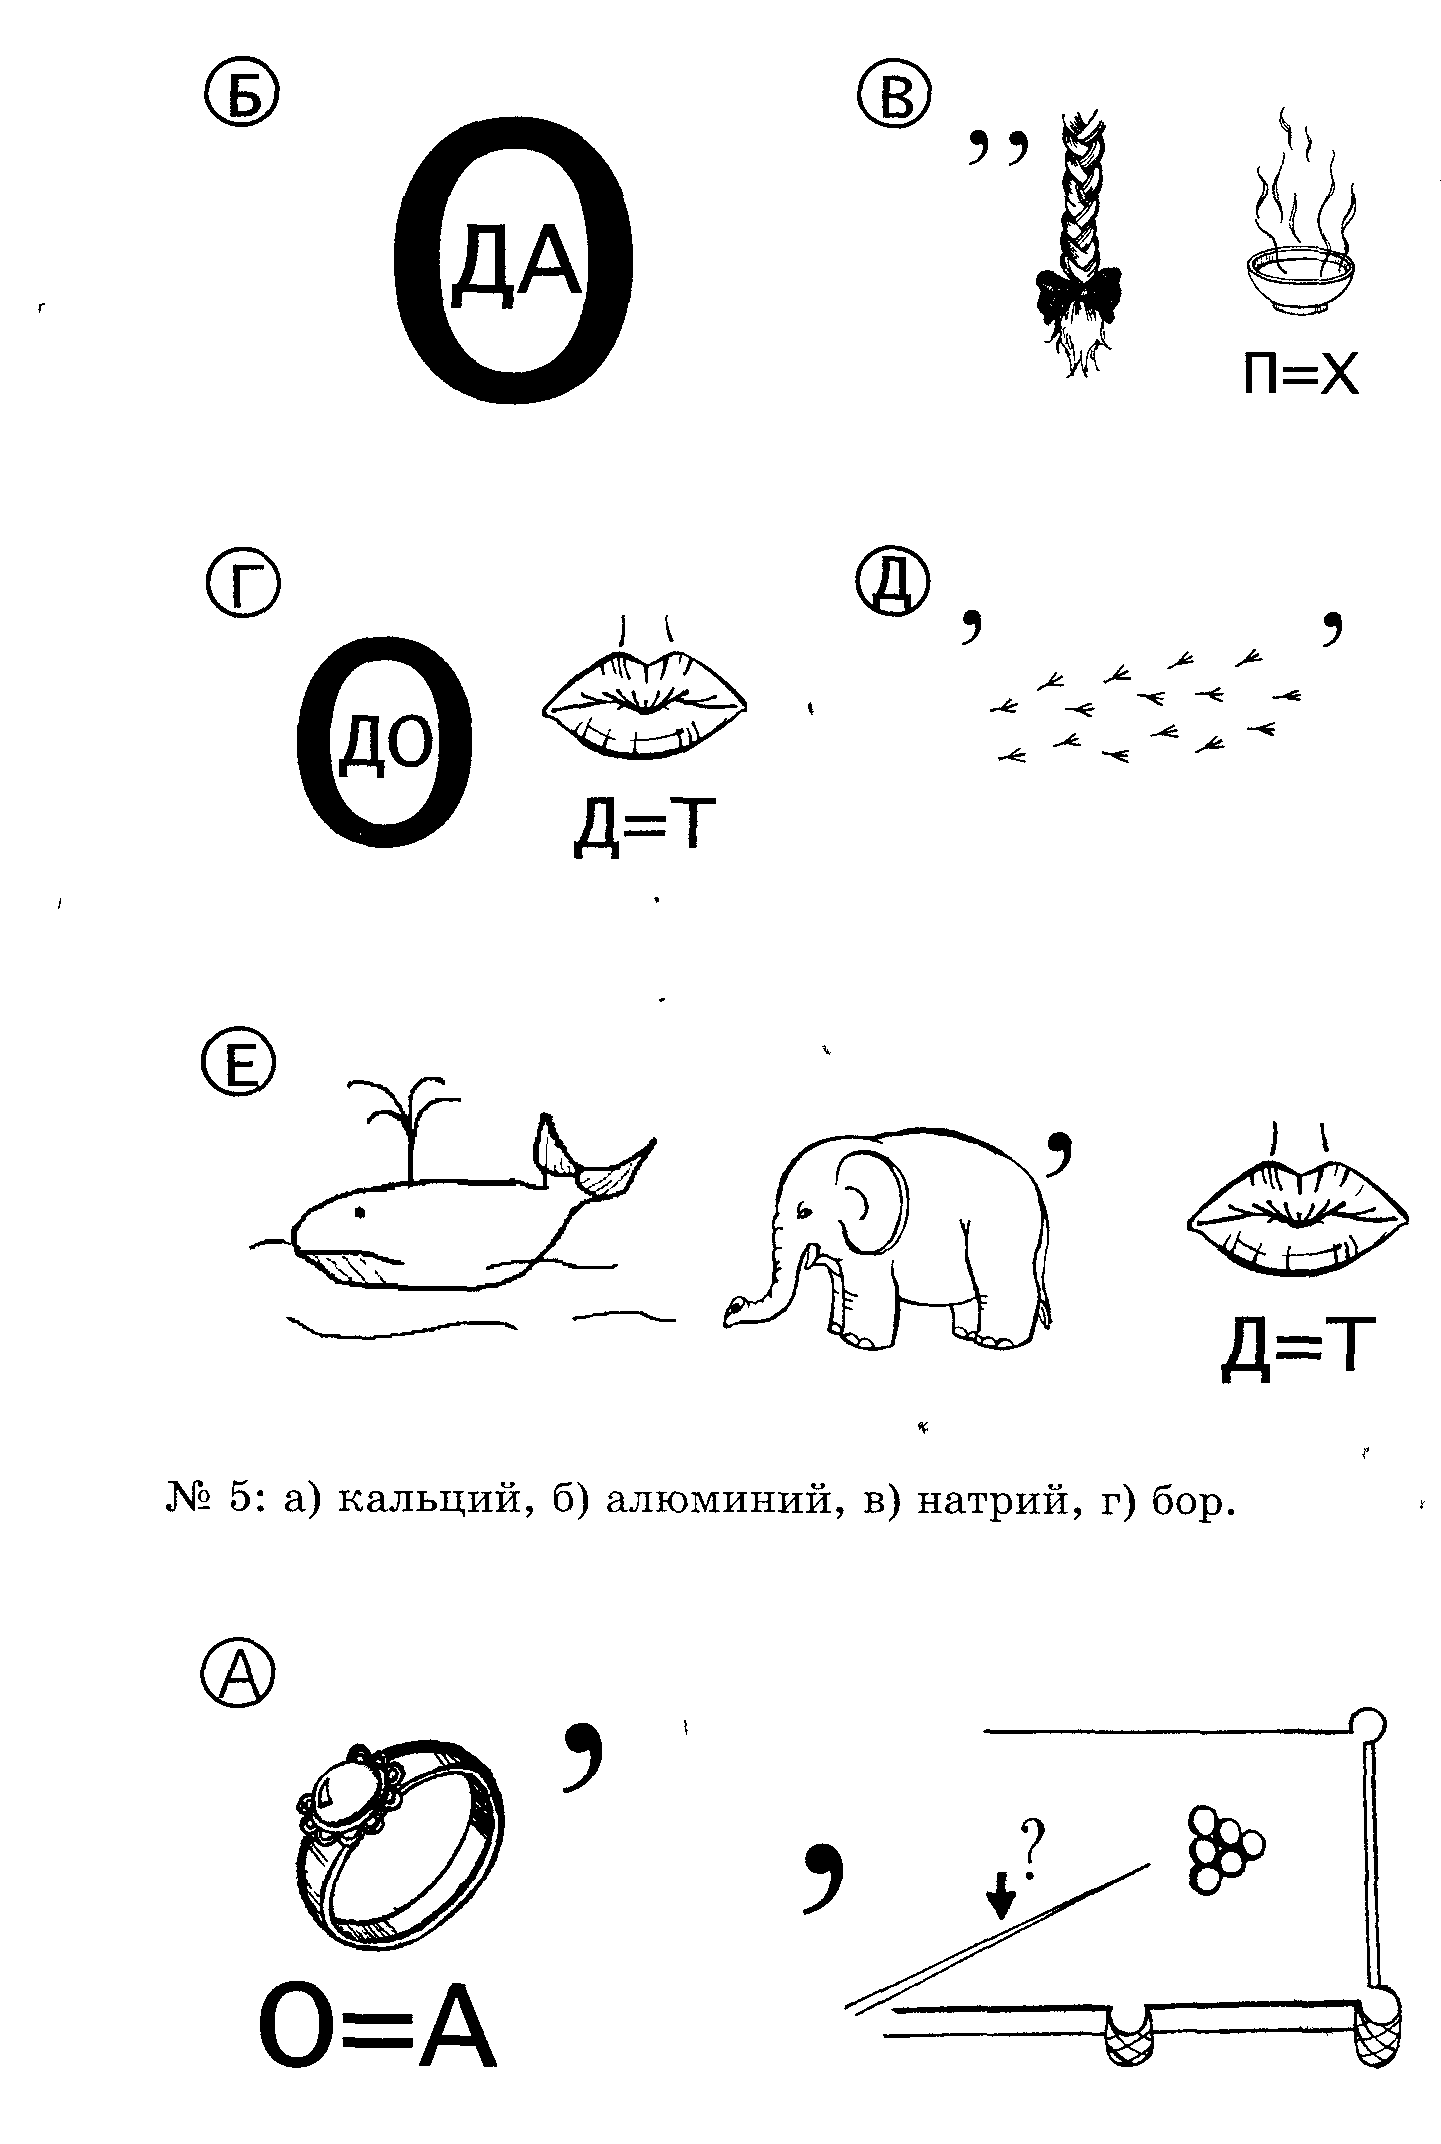 Б
В
ДА
О
,,
П=Х
Г
Д
, ,
ДО
О
Д=Т
Е
,
Д=Т
№ 5: а) кальций, б) алюминий, в) натрий, г) бор.
А
,
, ?
О=А